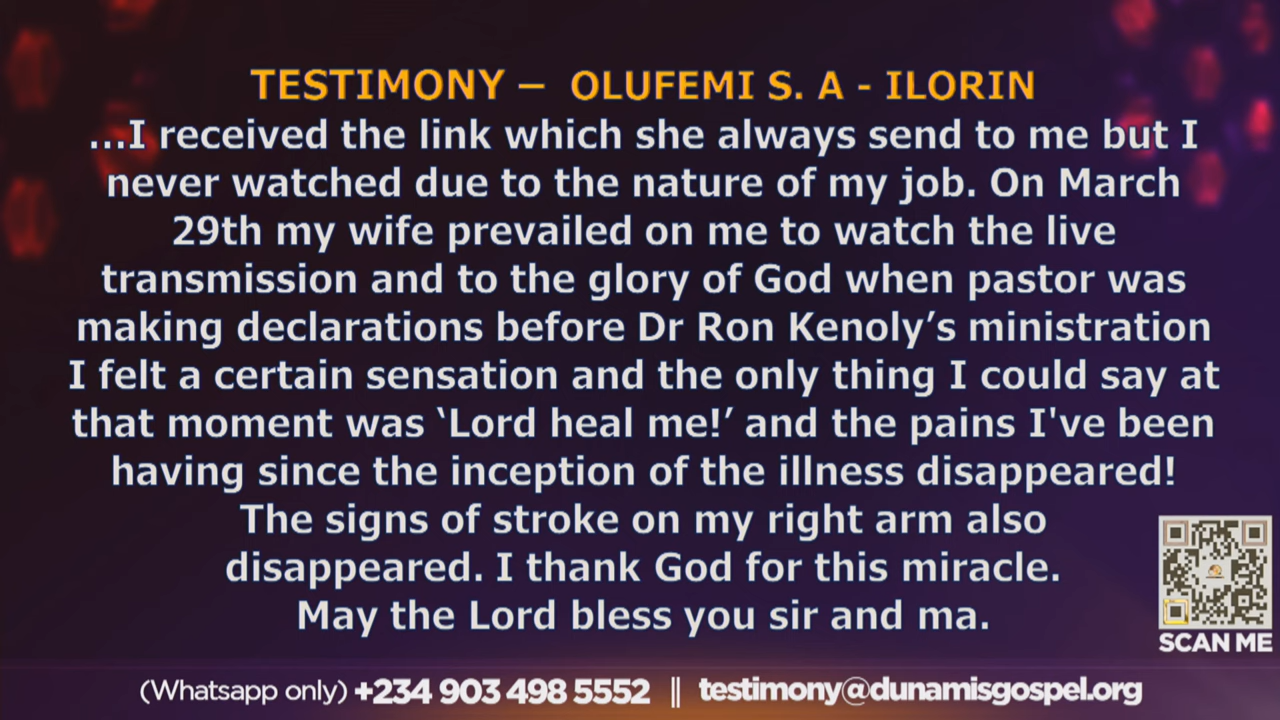 TESTIMONY – OLUFEMI S. A - ILORIN
...I received the link which she always send to me but I
never watched due to the nature of my job. On March
29th my wife prevailed on me to watch the live
transmission and to the glory of God when pastor was
making declarations before Dr Ron Kenoly’s ministration
I felt a certain sensation and the only thing I could say at
that moment was ‘Lord heal me!’ and the pains I've been
having since the inception of the illness disappeared!
The signs of stroke on my right arm also
disappeared. I thank God for this miracle.
May the Lord bless you sir and ma.
SCAN ME
(Whatsapp only) +234 903 498 5552 || testimony@dunamisgospel.org